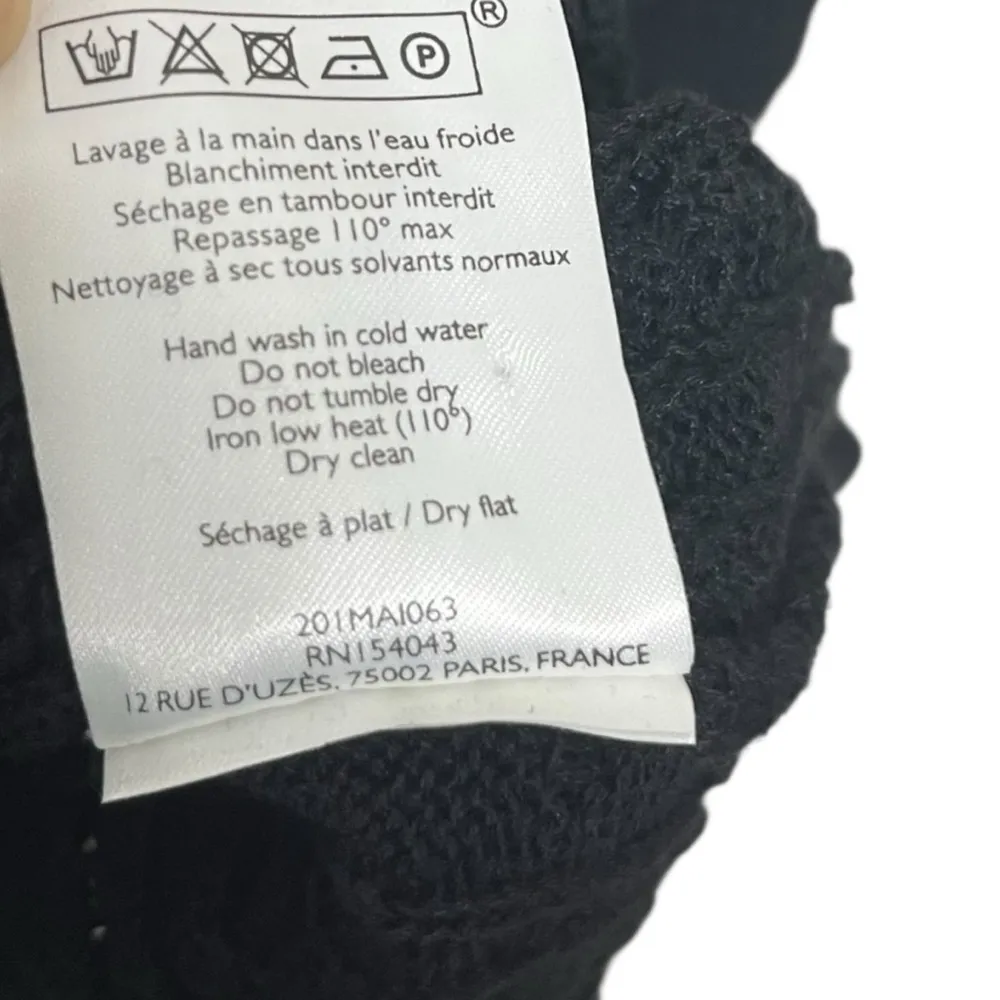 ®
P
Lavage à la main dans l'eau froide
Blanchiment interdit
Séchage en tambour interdit
Repassage 110° max
Nettoyage à sec tous solvants normaux
Hand wash in cold water
Do not bleach
Do not tumble dry
Iron low heat (110°)
Dry clean
Séchage à plat / Dry flat
201MAI063
RN154043
12 RUE D'UZÈS, 75002 PARIS, FRANCE